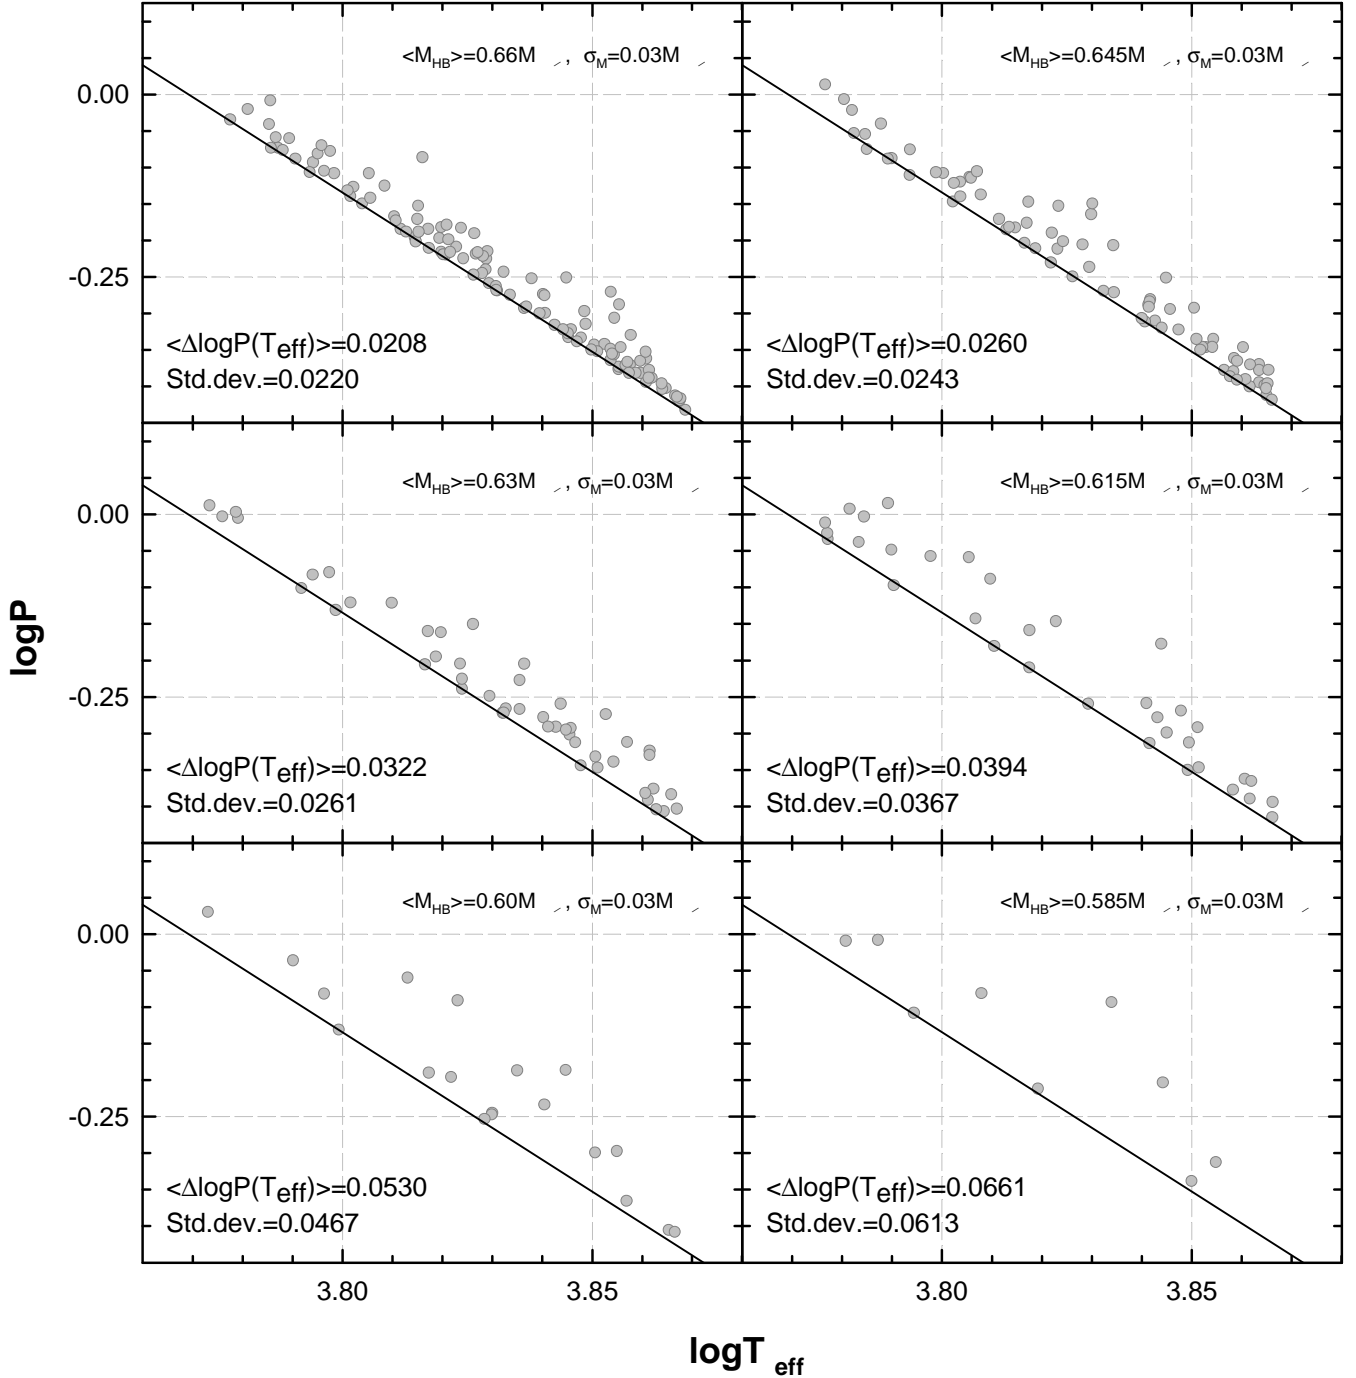 <M_HB>=0.66M , σ_M=0.03M
<M_HB>=0.645M , σ_M=0.03M
0.00
-0.25
<ΔlogP(T_eff)>=0.0208
Std.dev.=0.0220
<ΔlogP(T_eff)>=0.0260
Std.dev.=0.0243
<M_HB>=0.63M , σ_M=0.03M
<M_HB>=0.615M , σ_M=0.03M
0.00
logP
-0.25
<ΔlogP(T_eff)>=0.0322
Std.dev.=0.0261
<ΔlogP(T_eff)>=0.0394
Std.dev.=0.0367
<M_HB>=0.60M , σ_M=0.03M
<M_HB>=0.585M , σ_M=0.03M
0.00
-0.25
<ΔlogP(T_eff)>=0.0530
Std.dev.=0.0467
<ΔlogP(T_eff)>=0.0661
Std.dev.=0.0613
3.80
3.85
3.80
3.85
logT_eff